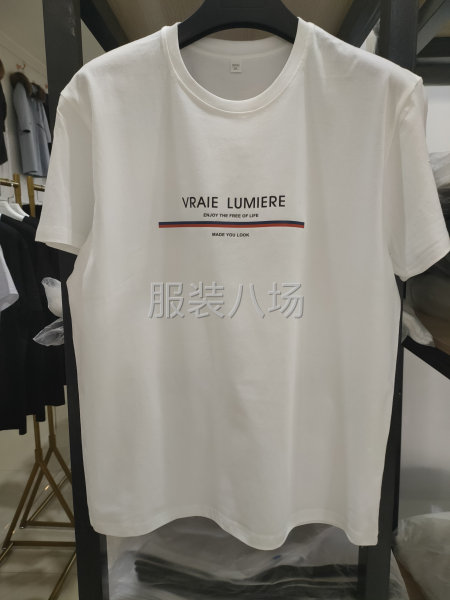 VRAIE LUMIERE
ENJOY THE FREE OF LIFE
MADE YOU LOOK
服装八场